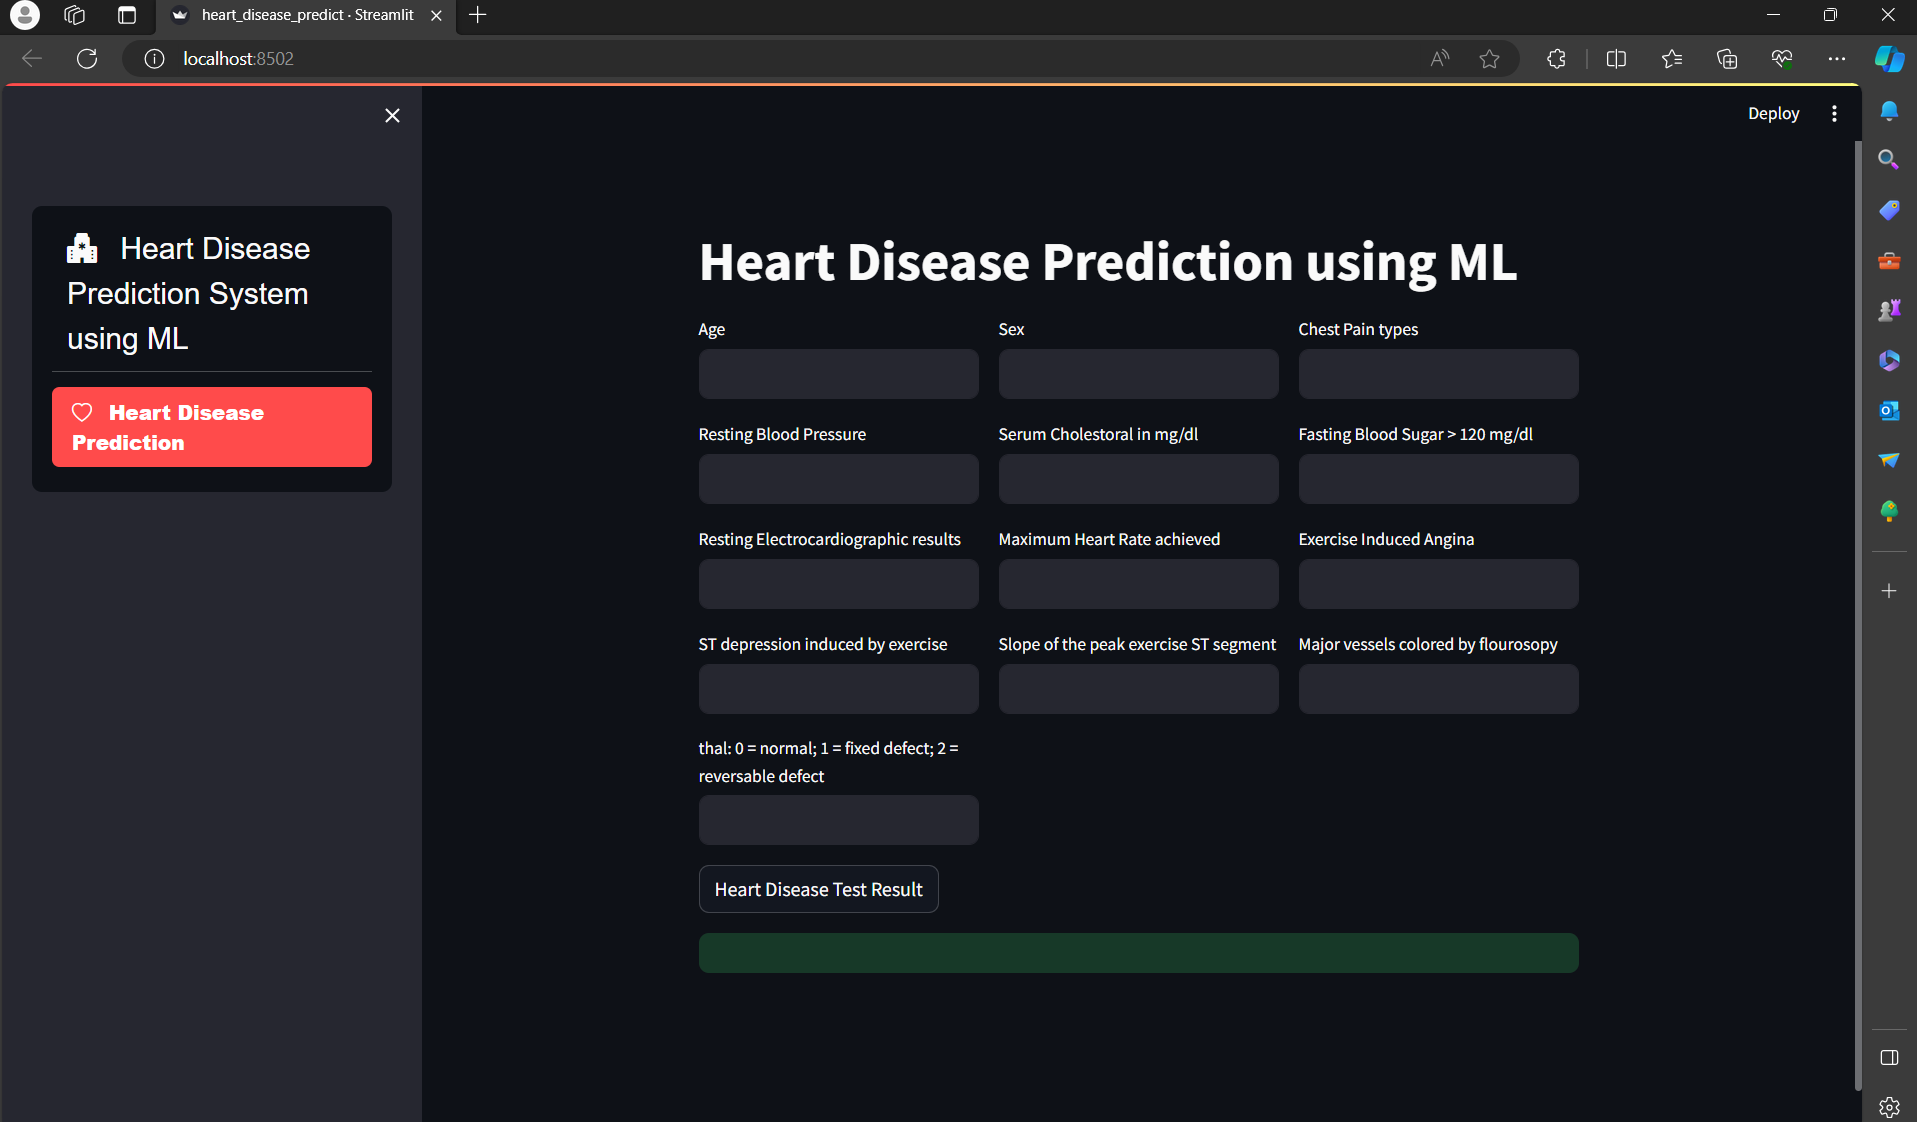 heart_disease_predict · Streamlit
localhost:8502
Deploy
Heart Disease
Prediction System
using ML
Heart Disease
Prediction
Heart Disease Prediction using ML
Age
Sex
Chest Pain types
Resting Blood Pressure
Serum Cholestoral in mg/dl
Fasting Blood Sugar > 120 mg/dl
Resting Electrocardiographic results
Maximum Heart Rate achieved
Exercise Induced Angina
ST depression induced by exercise
Slope of the peak exercise ST segment
Major vessels colored by flourosopy
thal: 0 = normal; 1 = fixed defect; 2 =
reversable defect
Heart Disease Test Result